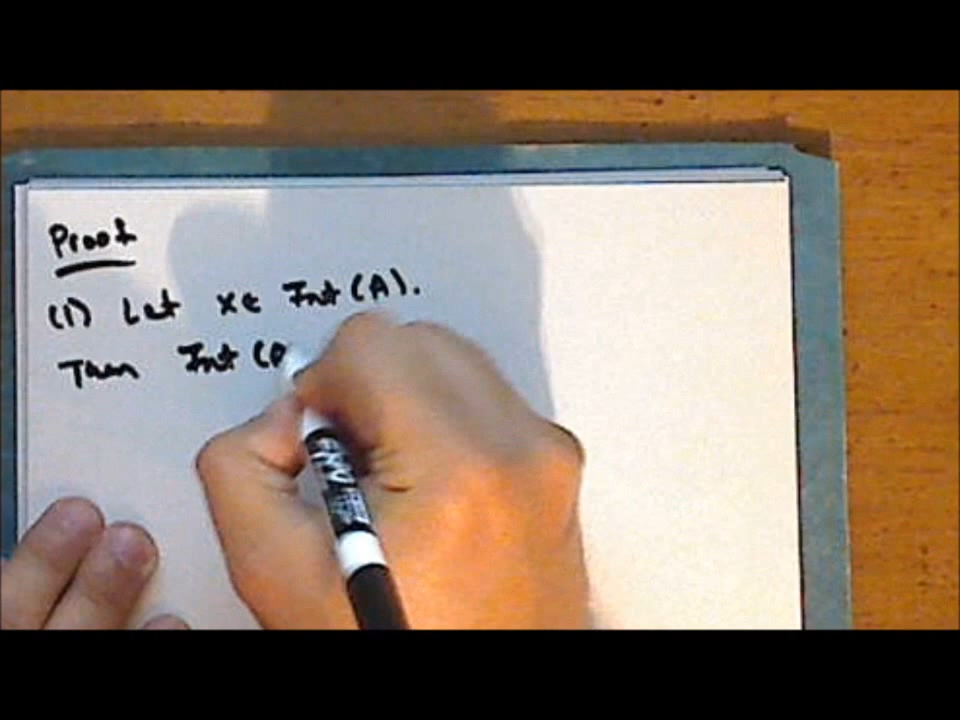 Proof
(1) Let x ∈ Int (A).
Then Int (A